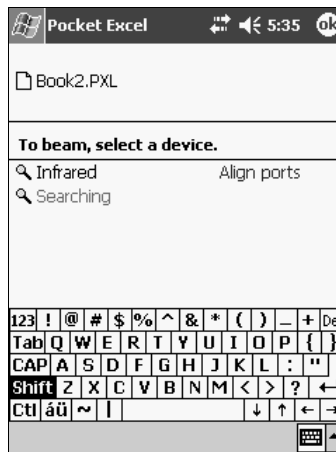 Pocket Excel 5:35 ok
Book2.PXL
To beam, select a device.
Infrared Align ports
Searching
123 ! @ # $ % ^ & * ( ) _ + De
Tab Q W E R T Y U I O P { }
CAP A S D F G H J K L : "
Shift Z X C V B N M < > ? ←
Ctl áü ~ | ↓ ↑ ← →